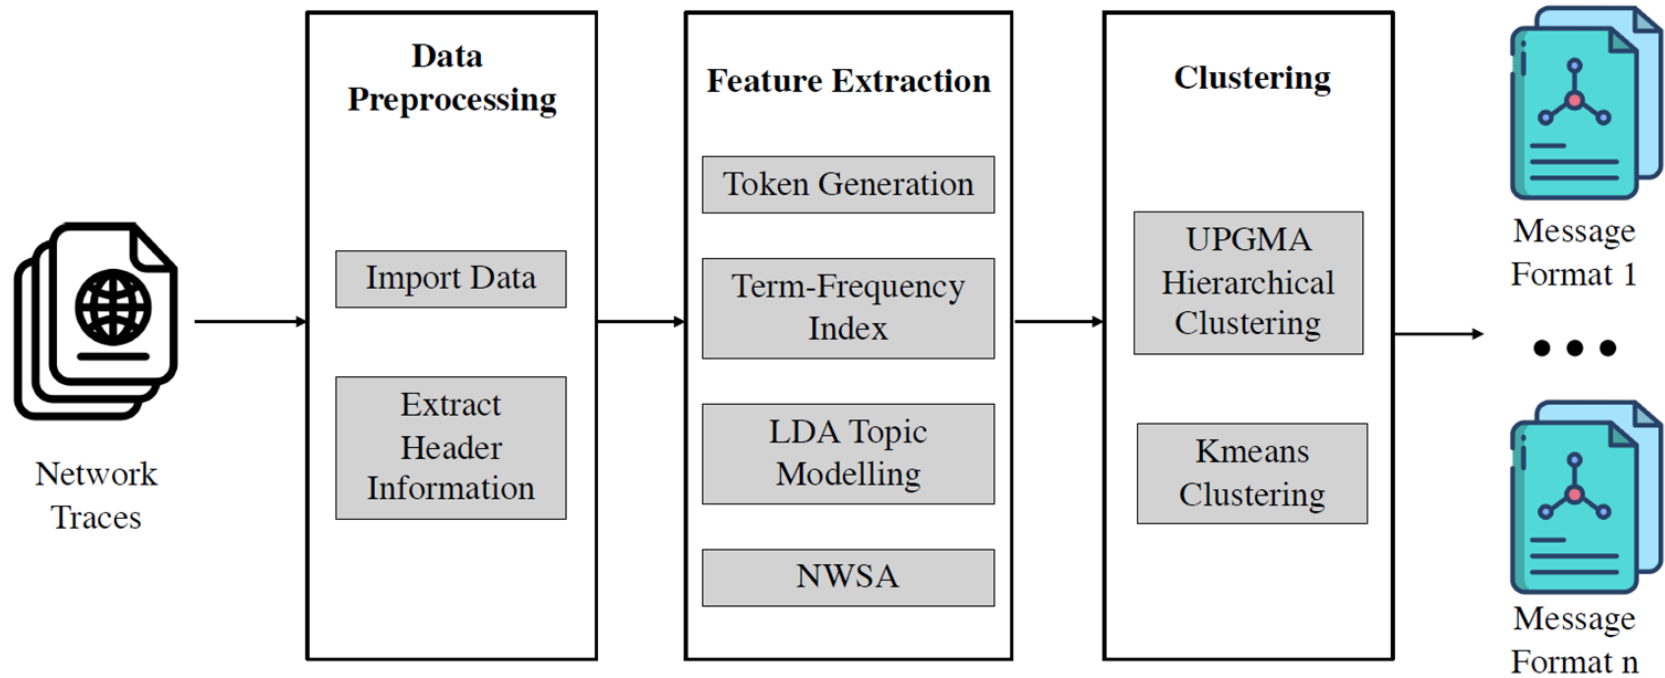 Network
Traces
Data
Preprocessing
Import Data
Extract
Header
Information
Feature Extraction
Token Generation
Term-Frequency
Index
LDA Topic
Modelling
NWSA
Clustering
UPGMA
Hierarchical
Clustering
Kmeans
Clustering
Message
Format 1
Message
Format n